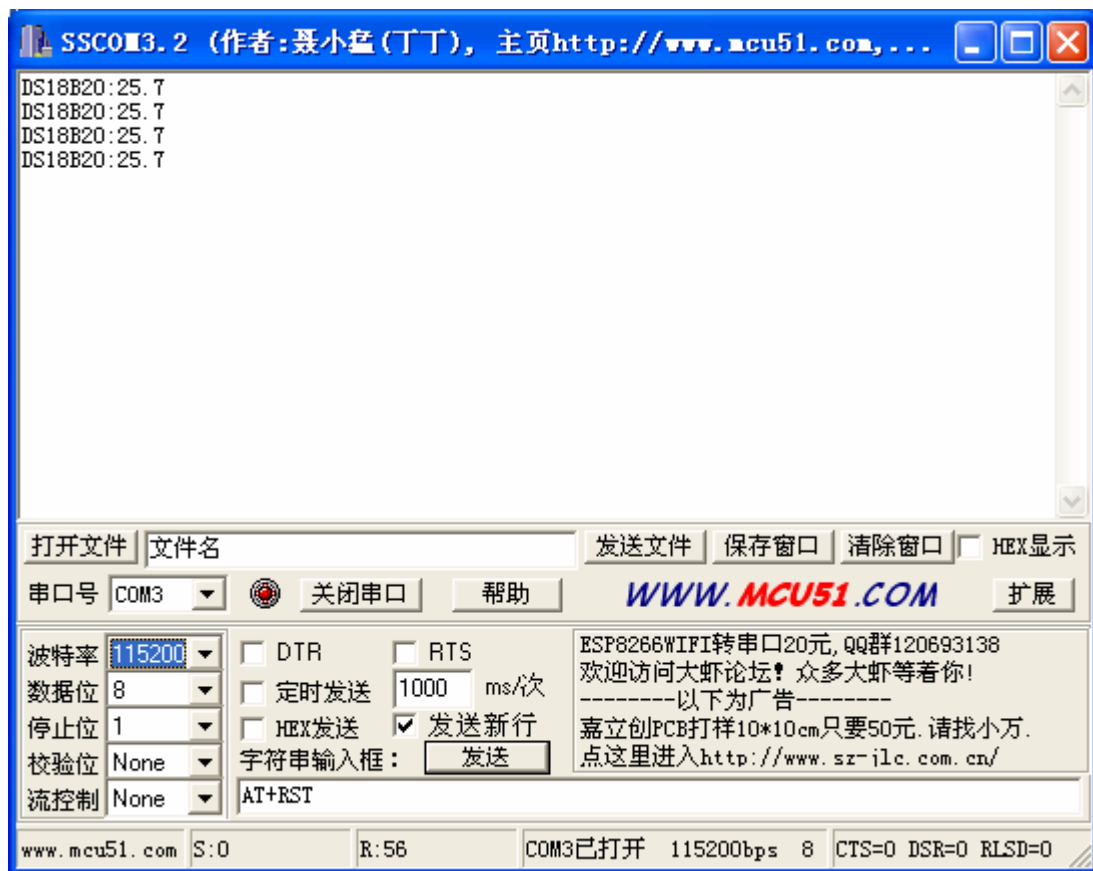 SSCOM3.2 (作者:聂小猛(丁丁), 主页http://www.mcu51.com,...
DS18B20:25.7
DS18B20:25.7
DS18B20:25.7
DS18B20:25.7
打开文件 文件名 发送文件 保存窗口 清除窗口 HEX显示
串口号 COM3 关闭串口 帮助 WWW.MCU51.COM 扩展
波特率 115200 DTR RTS
数据位 8 定时发送 1000 ms/次
停止位 1 HEX发送 发送新行
校验位 None 字符串输入框: 发送
流控制 None AT+RST
ESP8266WIFI转串口20元,QQ群120693138
欢迎访问大虾论坛! 众多大虾等着你!
--------以下为广告--------
嘉立创PCB打样10*10cm只要50元.请找小万.
点这里进入http://www.sz-jlc.com.cn/
www.mcu51.com S:0 R:56 COM3已打开 115200bps 8 CTS=0 DSR=0 RLSD=0